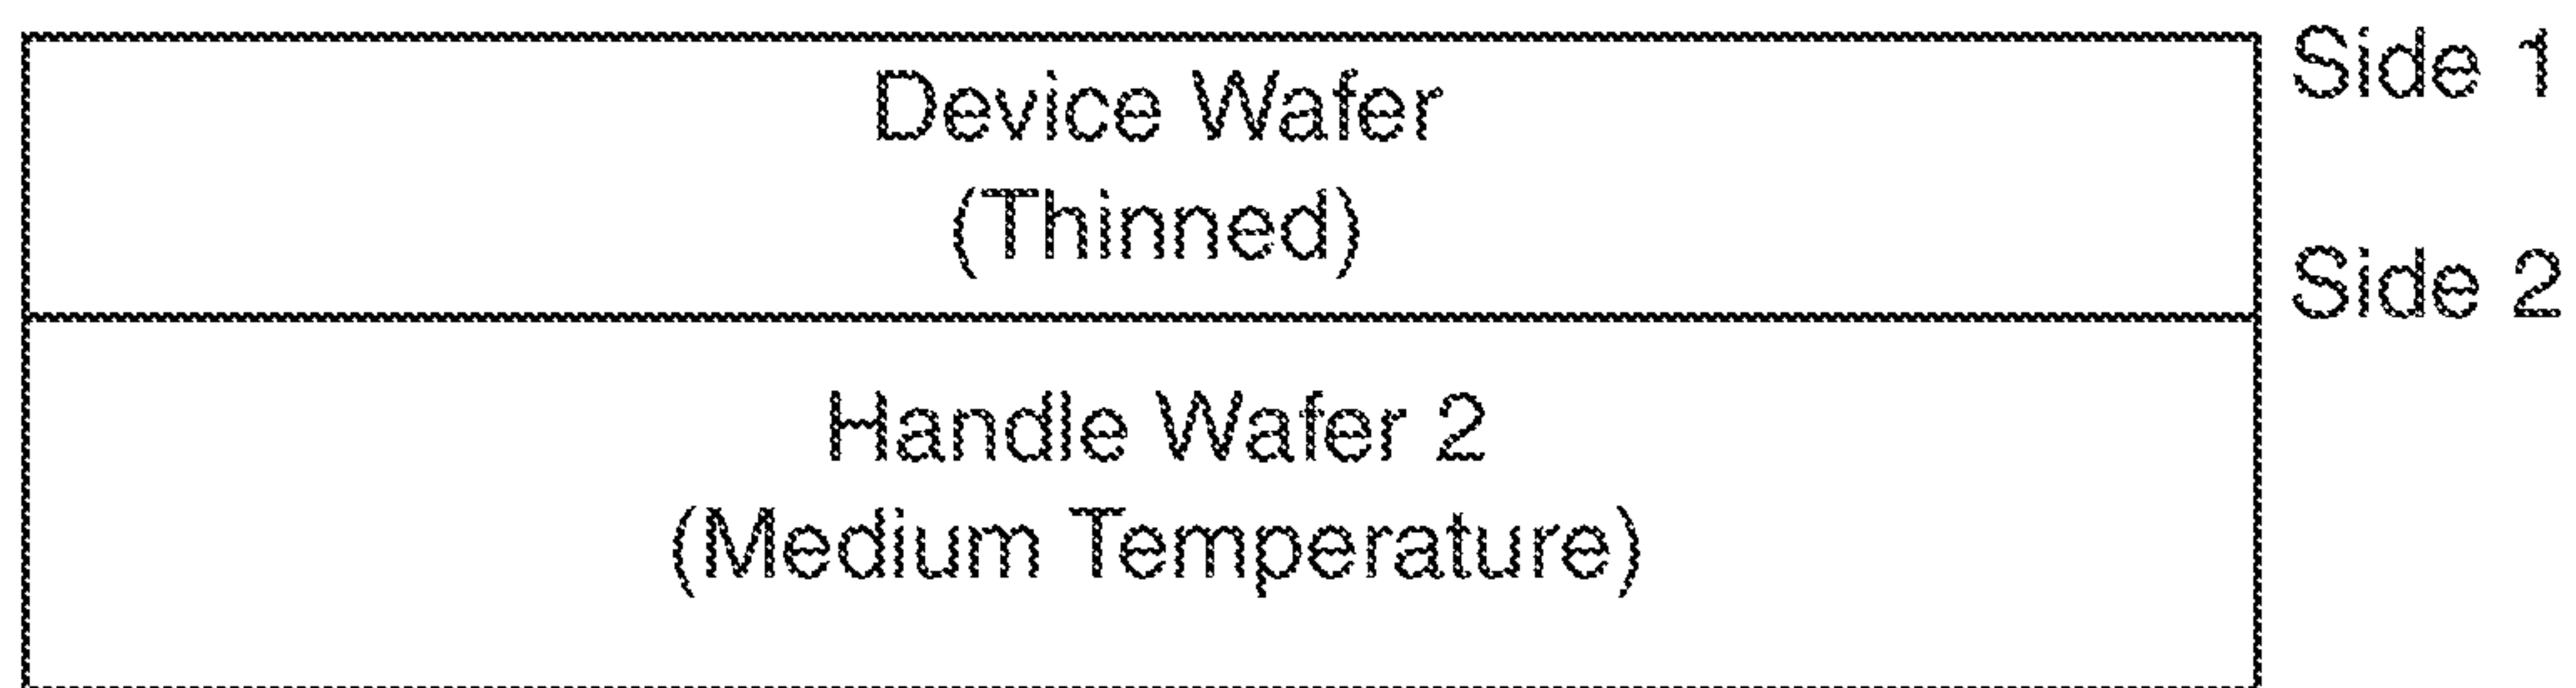 Device Wafer
(Thinned)
Side 1
Side 2
Handle Wafer 2
(Medium Temperature)